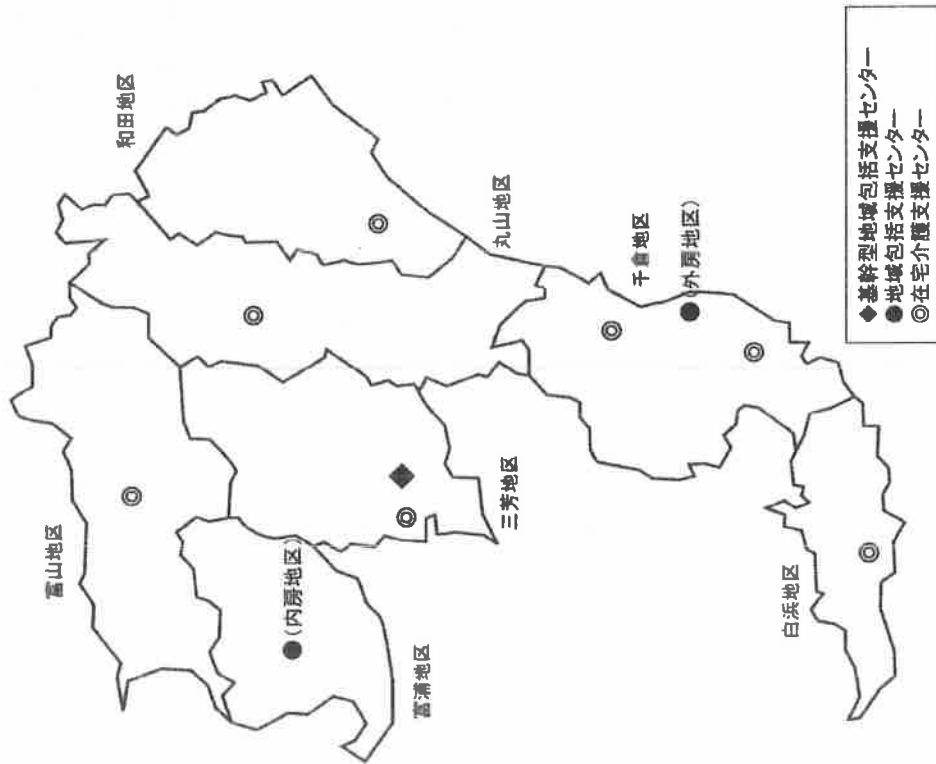 和田地区
富山地区
丸山地区
千倉地区
●(外房地区)
三芳地区
●(内房地区)
富浦地区
白浜地区
◆基幹型地域包括支援センター
●地域包括支援センター
◎在宅介護支援センター